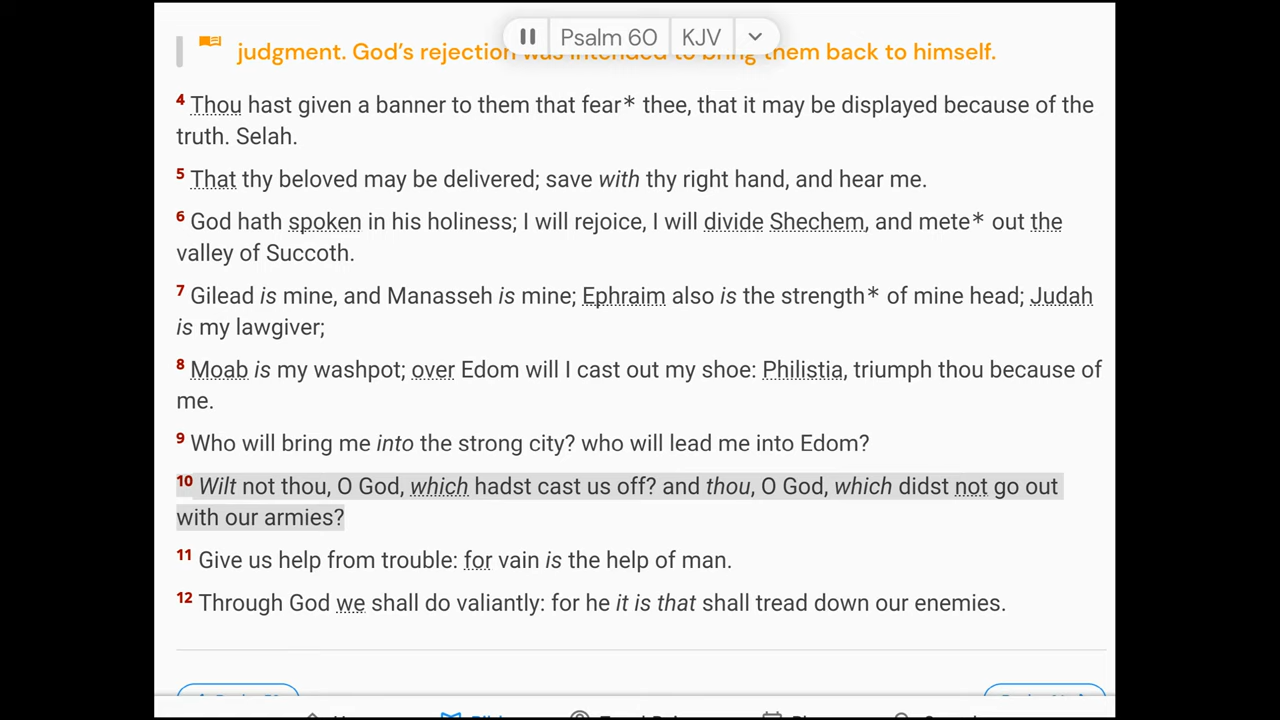 Psalm 60 KJV
judgment. God's rejection was intended to bring them back to himself.
4 Thou hast given a banner to them that fear* thee, that it may be displayed because of the
truth. Selah.
5 That thy beloved may be delivered; save with thy right hand, and hear me.
6 God hath spoken in his holiness; I will rejoice, I will divide Shechem, and mete* out the
valley of Succoth.
7 Gilead is mine, and Manasseh is mine; Ephraim also is the strength* of mine head; Judah
is my lawgiver;
8 Moab is my washpot; over Edom will I cast out my shoe: Philistia, triumph thou because of
me.
9 Who will bring me into the strong city? who will lead me into Edom?
10 Wilt not thou, O God, which hadst cast us off? and thou, O God, which didst not go out
with our armies?
11 Give us help from trouble: for vain is the help of man.
12 Through God we shall do valiantly: for he it is that shall tread down our enemies.